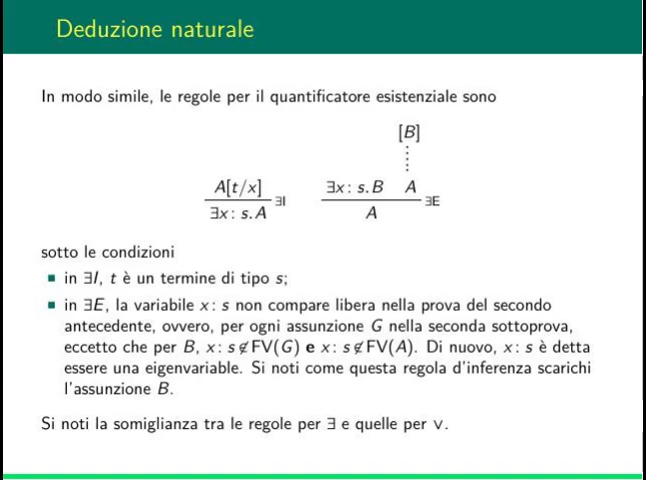 Deduzione naturale
In modo simile, le regole per il quantificatore esistenziale sono
[B]
⋮
A[t/x] ∃I ∃x: s. B A ∃E
∃x: s. A A
sotto le condizioni
▪ in ∃I, t è un termine di tipo s;
▪ in ∃E, la variabile x: s non compare libera nella prova del secondo
antecedente, ovvero, per ogni assunzione G nella seconda sottoprova,
eccetto che per B, x: s∉FV(G) e x: s∉FV(A). Di nuovo, x: s è detta
essere una eigenvariable. Si noti come questa regola d'inferenza scarichi
l'assunzione B.
Si noti la somiglianza tra le regole per ∃ e quelle per ∨.